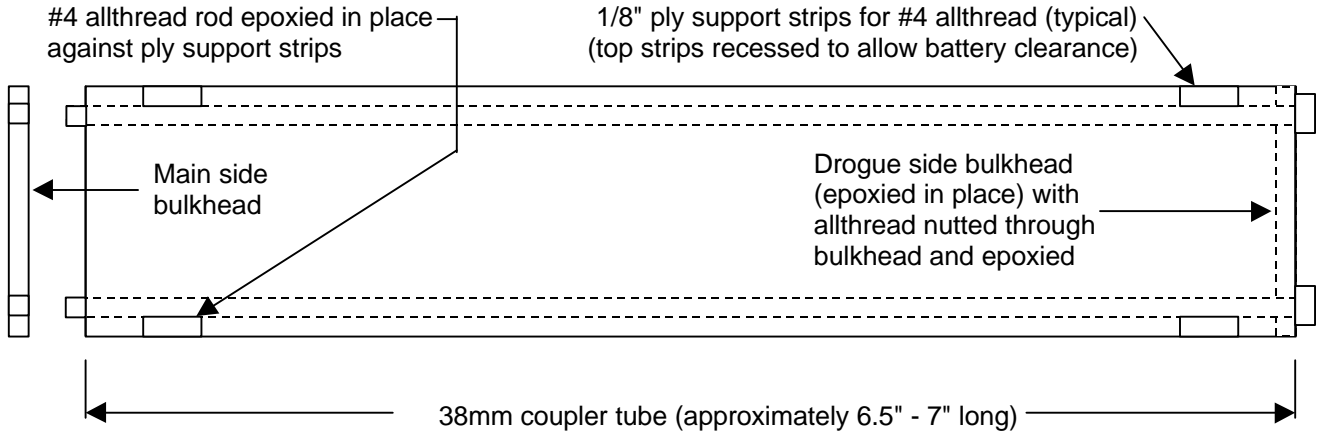 #4 allthread rod epoxied in place
against ply support strips
1/8" ply support strips for #4 allthread (typical)
(top strips recessed to allow battery clearance)
Main side
bulkhead
Drogue side bulkhead
(epoxied in place) with
allthread nutted through
bulkhead and epoxied
38mm coupler tube (approximately 6.5" - 7" long)